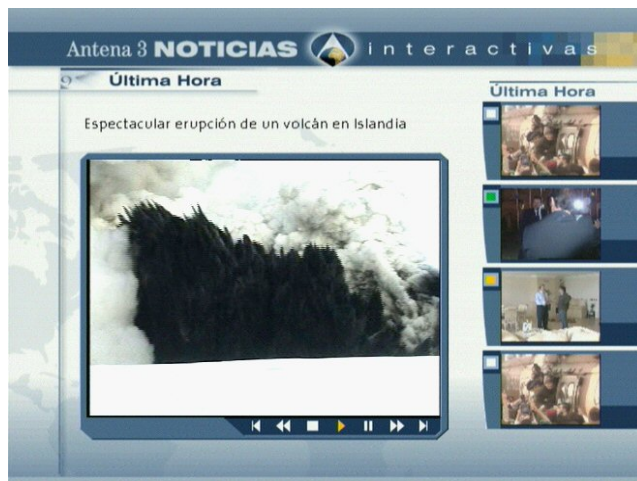 Antena 3 NOTICIAS interactivas
Última Hora
Última Hora
Espectacular erupción de un volcán en Islandia